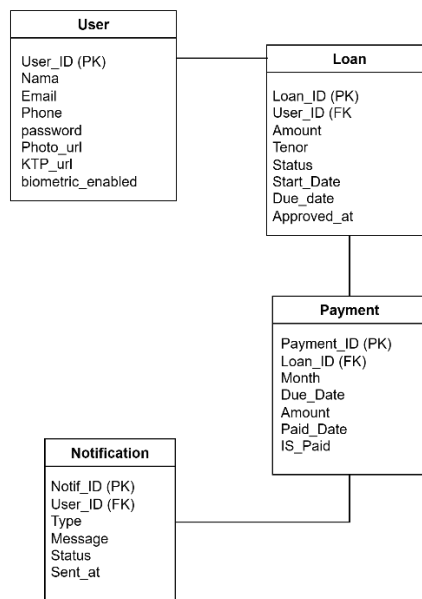 User
User_ID (PK)
Nama
Email
Phone
password
Photo_url
KTP_url
biometric_enabled
Loan
Loan_ID (PK)
User_ID (FK
Amount
Tenor
Status
Start_Date
Due_date
Approved_at
Payment
Payment_ID (PK)
Loan_ID (FK)
Month
Due_Date
Amount
Paid_Date
IS_Paid
Notification
Notif_ID (PK)
User_ID (FK)
Type
Message
Status
Sent_at